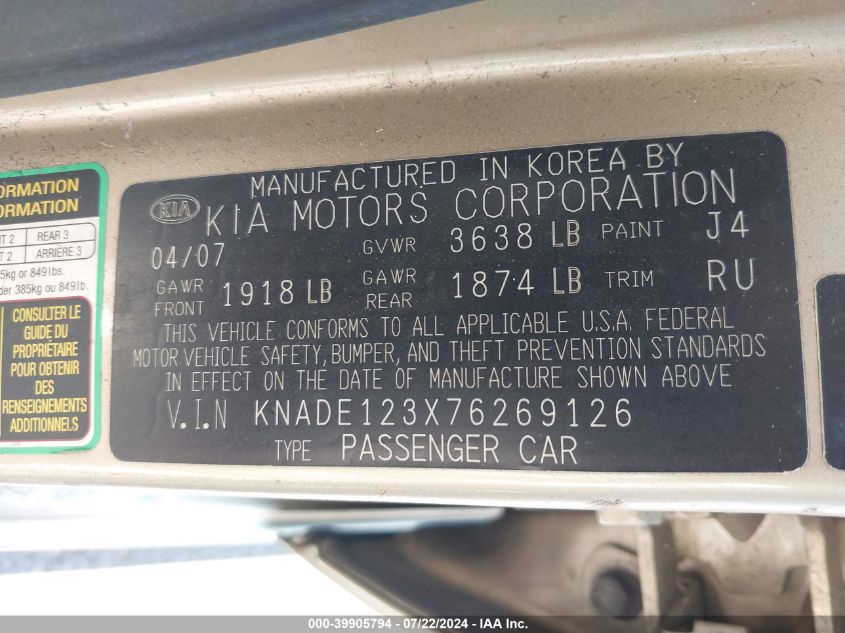 ORMATION
ORMATION
T 2 REAR 3
T 2 ARRIÈRE 3
5kg or 849lbs.
der 385kg ou 849lb.
CONSULTER LE
GUIDE DU
PROPRIÉTAIRE
POUR OBTENIR
DES
RENSEIGNEMENTS
ADDITIONNELS
MANUFACTURED IN KOREA BY
KIA KIA MOTORS CORPORATION
04/07 GVWR 3638 LB PAINT J4
GAWR FRONT 1918 LB GAWR REAR 1874 LB TRIM RU
THIS VEHICLE CONFORMS TO ALL APPLICABLE U.S.A. FEDERAL
MOTOR VEHICLE SAFETY, BUMPER, AND THEFT PREVENTION STANDARDS
IN EFFECT ON THE DATE OF MANUFACTURE SHOWN ABOVE
V.I.N KNADE123X76269126
TYPE PASSENGER CAR
000-39905794 - 07/22/2024 - IAA Inc.